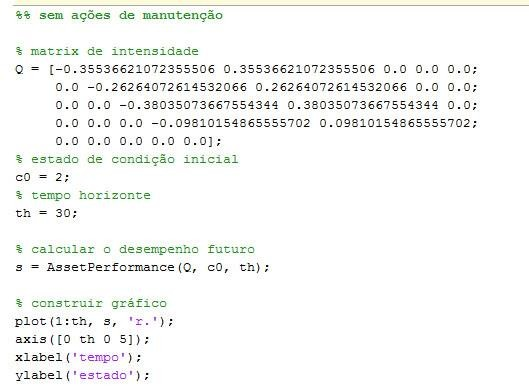 %% sem ações de manutenção
% matrix de intensidade
Q = [-0.35536621072355506 0.35536621072355506 0.0 0.0 0.0;
0.0 -0.26264072614532066 0.26264072614532066 0.0 0.0;
0.0 0.0 -0.38035073667554344 0.38035073667554344 0.0;
0.0 0.0 0.0 -0.09810154865555702 0.09810154865555702;
0.0 0.0 0.0 0.0 0.0];
% estado de condição inicial
c0 = 2;
% tempo horizonte
th = 30;
% calcular o desempenho futuro
s = AssetPerformance(Q, c0, th);
% construir gráfico
plot(1:th, s, 'r.');
axis([0 th 0 5]);
xlabel('tempo');
ylabel('estado');